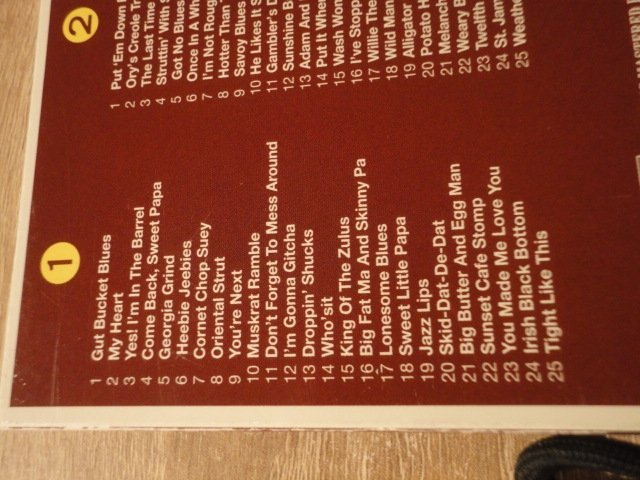 1
1 Gut Bucket Blues
2 My Heart
3 Yes! I'm In The Barrel
4 Come Back, Sweet Papa
5 Georgia Grind
6 Heebie Jeebies
7 Cornet Chop Suey
8 Oriental Strut
9 You're Next
10 Muskrat Ramble
11 Don't Forget To Mess Around
12 I'm Gonna Gitcha
13 Droppin' Shucks
14 Who'sit
15 King Of The Zulus
16 Big Fat Ma And Skinny Pa
17 Lonesome Blues
18 Sweet Little Papa
19 Jazz Lips
20 Skid-Dat-De-Dat
21 Big Butter And Egg Man
22 Sunset Cafe Stomp
23 You Made Me Love You
24 Irish Black Bottom
25 Tight Like This
2
1 Put 'Em Down
2 Ory's Creole
3 The Last Time
4 Struttin' With
5 Got No Blues
6 Once In A
7 I'm Not
8 Hotter Than
9 Savoy Blues
10 He Likes It
11 Gambler's
12 Sunshine
13 Adam And
14 Put It
15 Wash
16 I've
17 Willie The
18 Wild Man
19 Alligator
20 Potato
21
22 Weary
23 Twelfth
24 St.
25